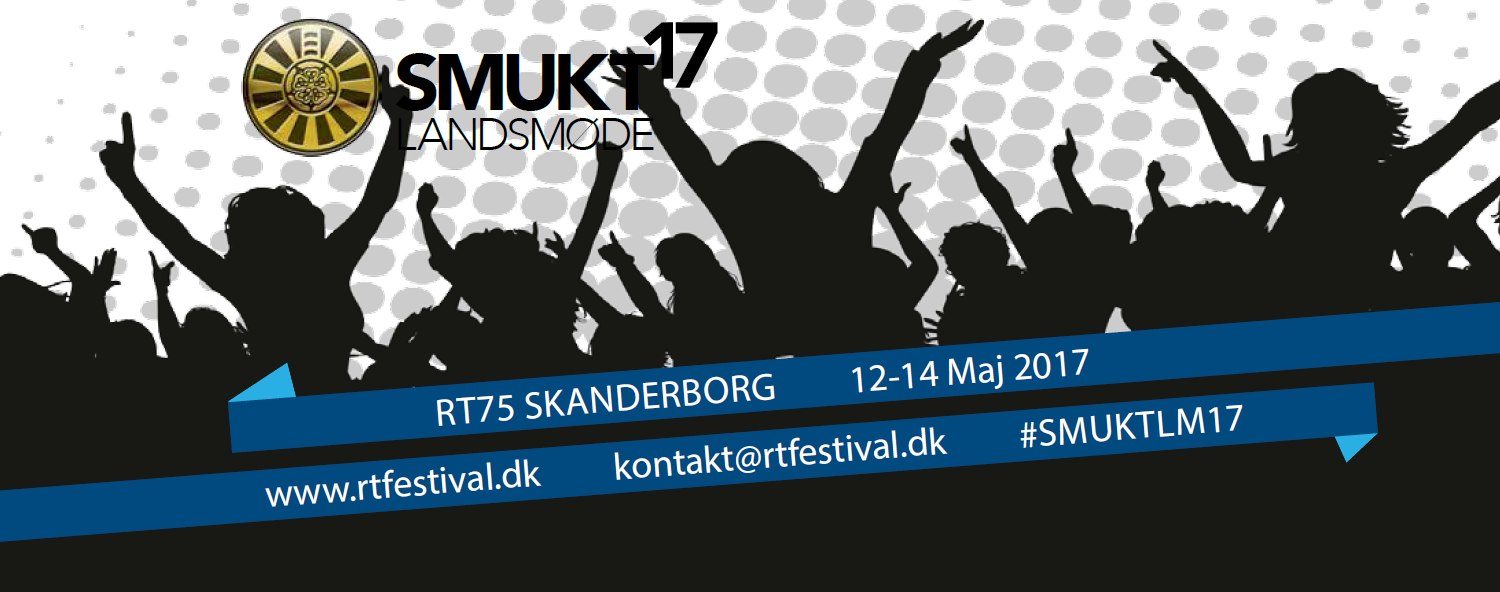 SMUKT17
LANDSMØDE
RT75 SKANDERBORG 12-14 Maj 2017
www.rtfestival.dk kontakt@rtfestival.dk #SMUKTLM17